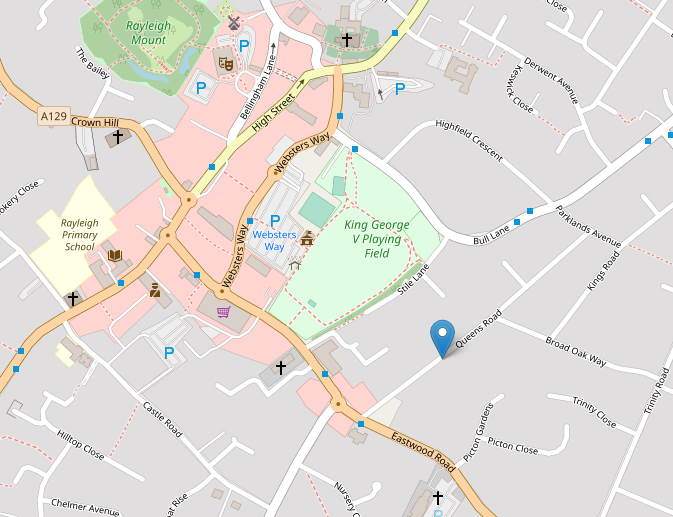 Rayleigh
Mount
Close
The Bailey
P
P
P
Bellingham Lane
High Street
Derwent Avenue
Keswick Close
A129
Crown Hill
Highfield Crescent
Websters Way
Close
Rayleigh
Primary
School
P
Websters
Way
Websters Way
King George
V Playing
Field
Bull Lane
Parklands Avenue
Kings Road
Stile Lane
Queens Road
P
Broad Oak Way
Trinity Road
Castle Road
Hilltop Close
Picton Gardens
Trinity Close
Picton Close
Eastwood Road
Chelmer Avenue
Rise
Nursery
P